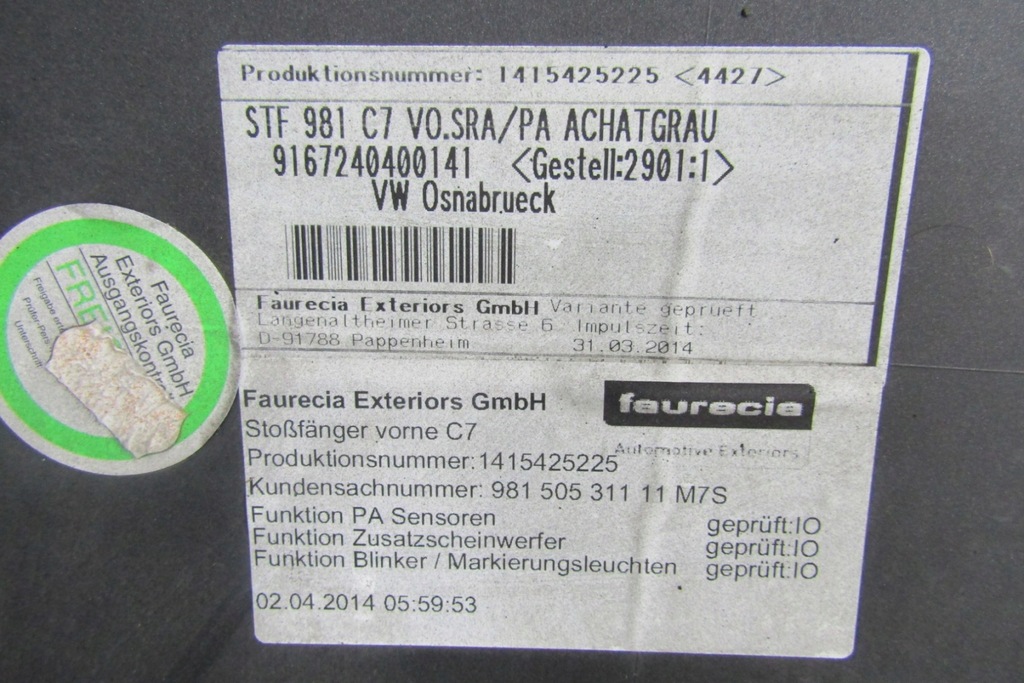 Produktionsnummer: 1415425225 <4427>
STF 981 C7 VO.SRA/PA ACHATGRAU
9167240400141 <Gestell:2901:1>
VW Osnabrueck
Faurecia Exteriors GmbH Variante geprueft
Langenaltheimer Strasse 6 Impulszeit:
D-91788 Pappenheim 31.03.2014
Faurecia Exteriors GmbH
faurecia
Automotive Exteriors
Stoßfänger vorne C7
Produktionsnummer:1415425225
Kundensachnummer: 981 505 311 11 M7S
Funktion PA Sensoren geprüft:IO
Funktion Zusatzscheinwerfer geprüft:IO
Funktion Blinker / Markierungsleuchten geprüft:IO
02.04.2014 05:59:53
Faurecia
Exteriors GmbH
Freigabe
Unterschrift